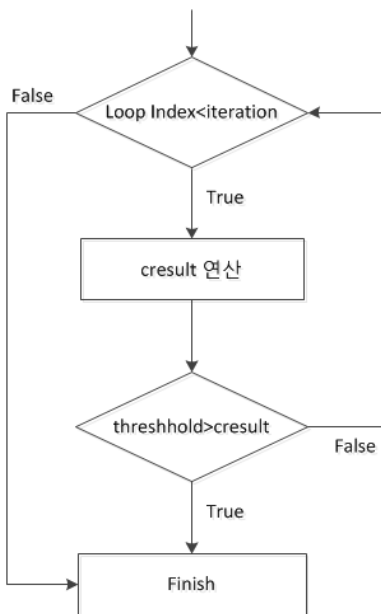 False
Loop Index<iteration
True
cresult 연산
threshhold>cresult
False
True
Finish